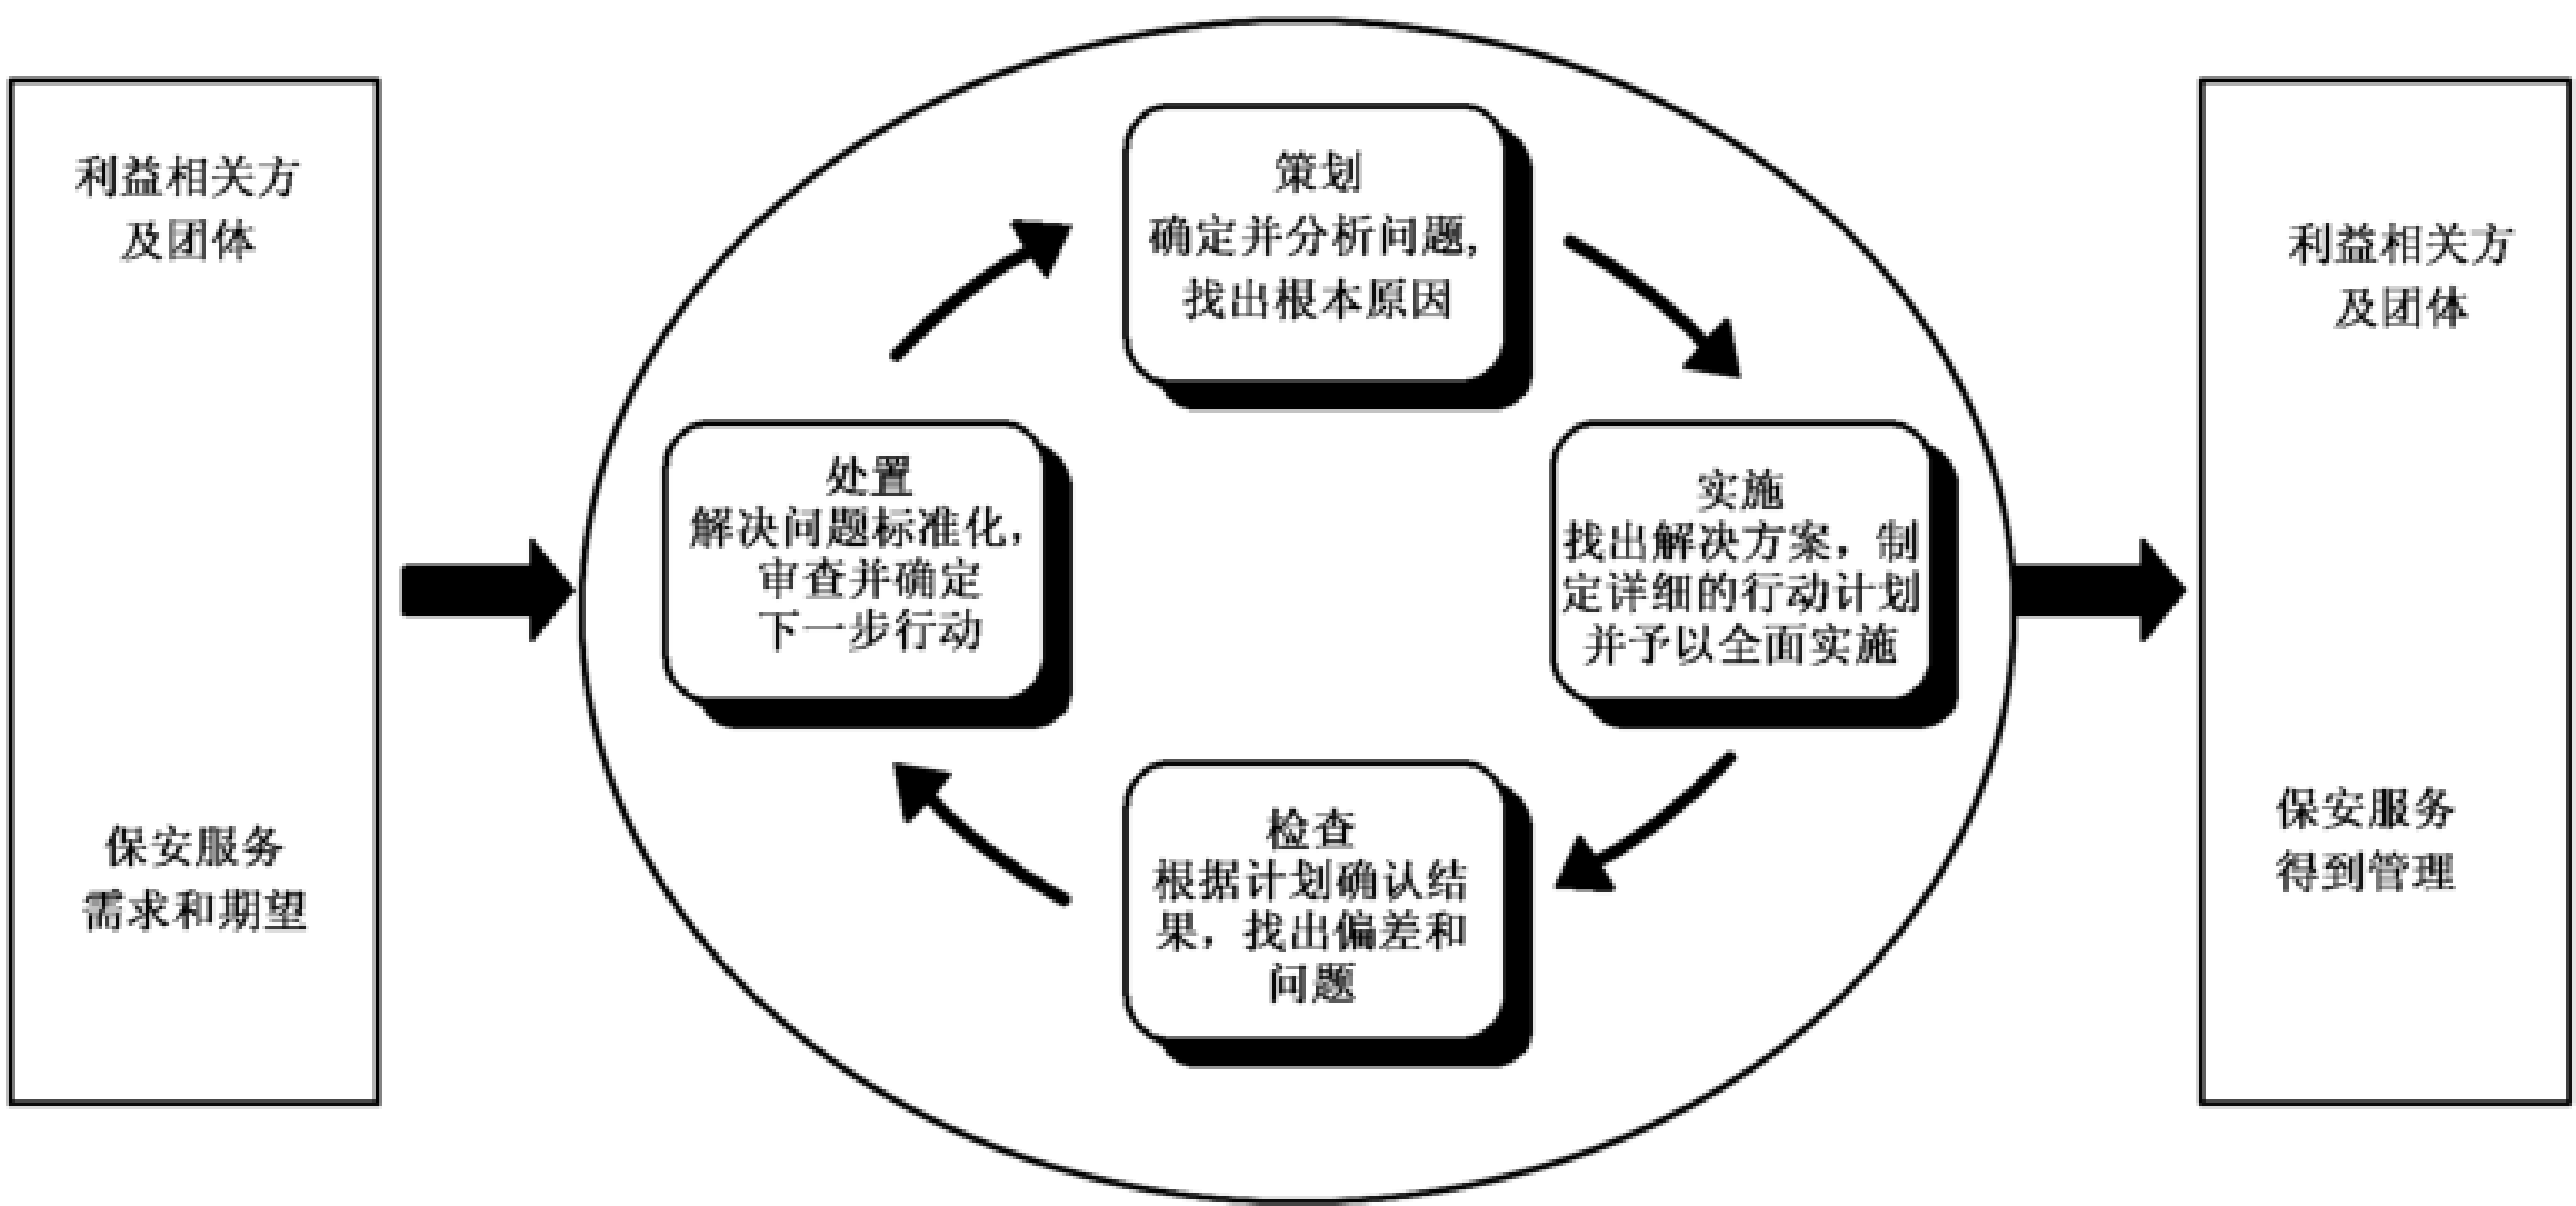 利益相关方
及团体
保安服务
需求和期望
策划
确定并分析问题,
找出根本原因
实施
找出解决方案，制
定详细的行动计划
并予以全面实施
检查
根据计划确认结
果，找出偏差和
问题
处置
解决问题标准化，
审查并确定
下一步行动
利益相关方
及团体
保安服务
得到管理